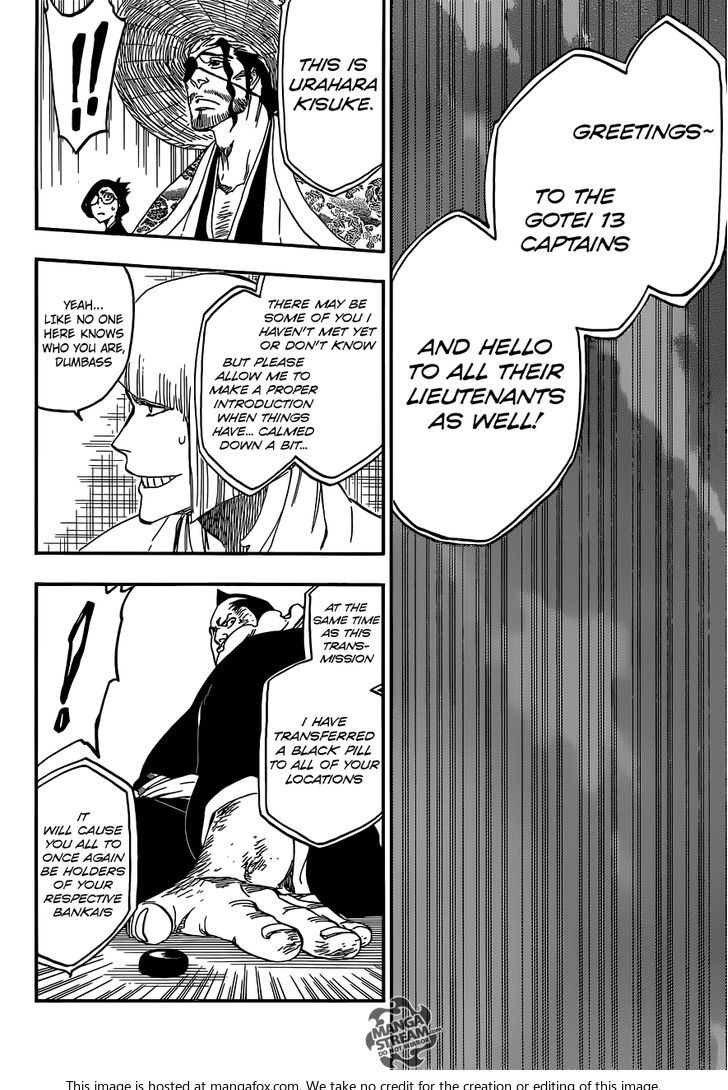 GREETINGS~
TO THE
GOTEI 13
CAPTAINS
AND HELLO
TO ALL THEIR
LIEUTENANTS
AS WELL!
THIS IS
URAHARA
KISUKE.
!!
THERE MAY BE
SOME OF YOU I
HAVEN'T MET YET
OR DON'T KNOW
BUT PLEASE
ALLOW ME TO
MAKE A PROPER
INTRODUCTION
WHEN THINGS
HAVE... CALMED
DOWN A BIT...
YEAH...
LIKE NO ONE
HERE KNOWS
WHO YOU ARE,
DUMBASS
AT THE
SAME TIME
AS THIS
TRANS-
MISSION
I HAVE
TRANSFERRED
A BLACK PILL
TO ALL OF YOUR
LOCATIONS
!
IT
WILL CAUSE
YOU ALL TO
ONCE AGAIN
BE HOLDERS
OF YOUR
RESPECTIVE
BANKAIS
MANGA
STREAM.COM
DO NOT MIRROR
This image is hosted at mangafox.com. We take no credit for the creation or editing of this image.